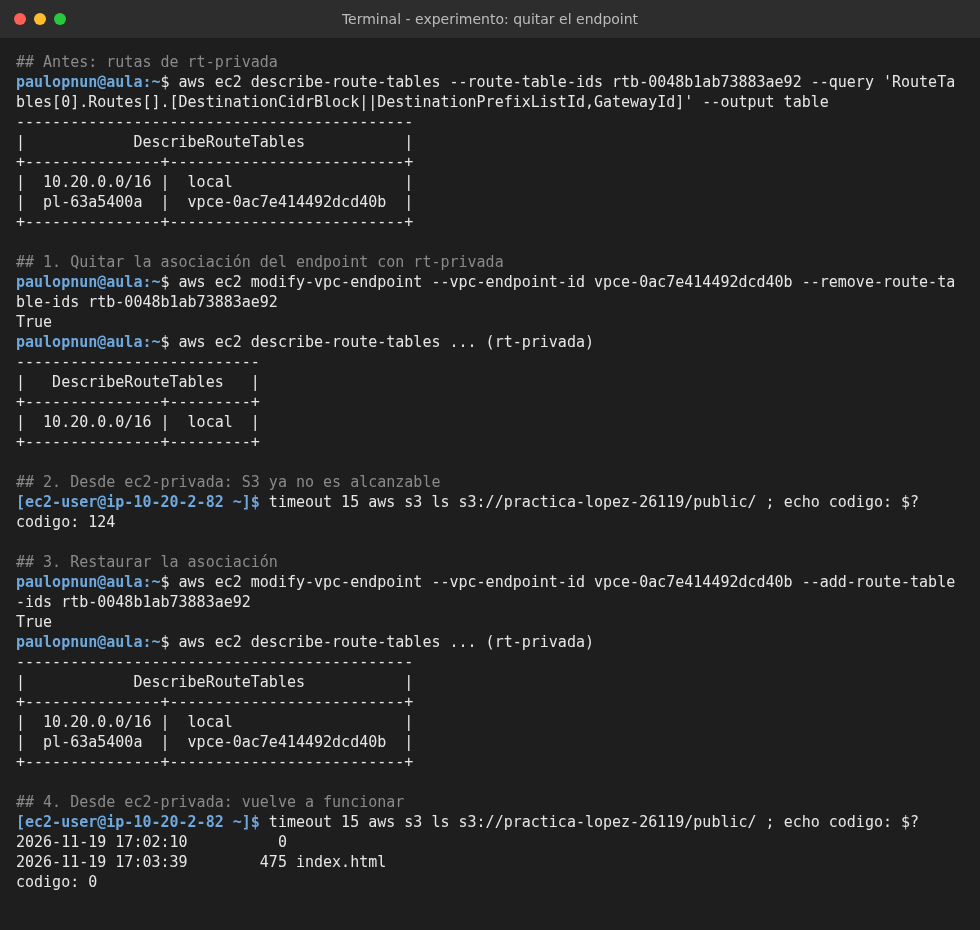 Terminal - experimento: quitar el endpoint
## Antes: rutas de rt-privada
paulopnun@aula:~$ aws ec2 describe-route-tables --route-table-ids rtb-0048b1ab73883ae92 --query 'RouteTa
bles[0].Routes[].[DestinationCidrBlock||DestinationPrefixListId,GatewayId]' --output table
--------------------------------------------
|            DescribeRouteTables           |
+---------------+--------------------------+
|  10.20.0.0/16 |  local                   |
|  pl-63a5400a  |  vpce-0ac7e414492dcd40b  |
+---------------+--------------------------+
## 1. Quitar la asociación del endpoint con rt-privada
paulopnun@aula:~$ aws ec2 modify-vpc-endpoint --vpc-endpoint-id vpce-0ac7e414492dcd40b --remove-route-ta
ble-ids rtb-0048b1ab73883ae92
True
paulopnun@aula:~$ aws ec2 describe-route-tables ... (rt-privada)
---------------------------
|   DescribeRouteTables   |
+---------------+---------+
|  10.20.0.0/16 |  local  |
+---------------+---------+
## 2. Desde ec2-privada: S3 ya no es alcanzable
[ec2-user@ip-10-20-2-82 ~]$ timeout 15 aws s3 ls s3://practica-lopez-26119/public/ ; echo codigo: $?
codigo: 124
## 3. Restaurar la asociación
paulopnun@aula:~$ aws ec2 modify-vpc-endpoint --vpc-endpoint-id vpce-0ac7e414492dcd40b --add-route-table
-ids rtb-0048b1ab73883ae92
True
paulopnun@aula:~$ aws ec2 describe-route-tables ... (rt-privada)
--------------------------------------------
|            DescribeRouteTables           |
+---------------+--------------------------+
|  10.20.0.0/16 |  local                   |
|  pl-63a5400a  |  vpce-0ac7e414492dcd40b  |
+---------------+--------------------------+
## 4. Desde ec2-privada: vuelve a funcionar
[ec2-user@ip-10-20-2-82 ~]$ timeout 15 aws s3 ls s3://practica-lopez-26119/public/ ; echo codigo: $?
2026-11-19 17:02:10          0
2026-11-19 17:03:39        475 index.html
codigo: 0